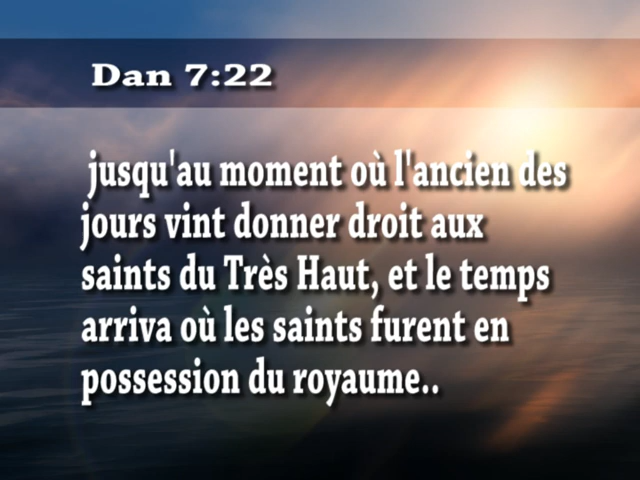 Dan 7:22
jusqu'au moment où l'ancien des
jours vint donner droit aux
saints du Très Haut, et le temps
arriva où les saints furent en
possession du royaume..